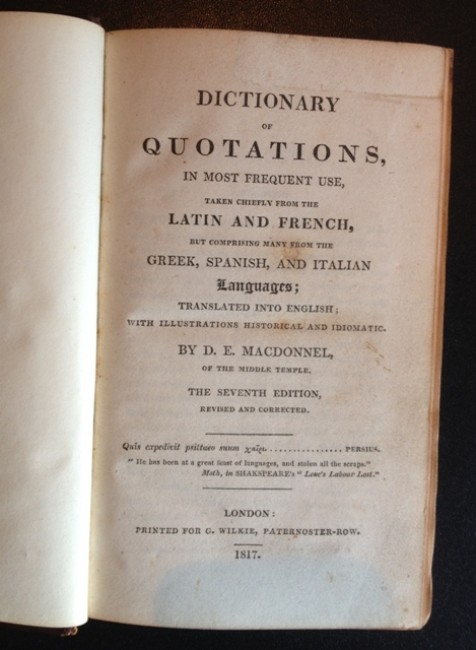 DICTIONARY
OF
QUOTATIONS,
IN MOST FREQUENT USE,
TAKEN CHIEFLY FROM THE
LATIN AND FRENCH,
BUT COMPRISING MANY FROM THE
GREEK, SPANISH, AND ITALIAN
Languages;
TRANSLATED INTO ENGLISH;
WITH ILLUSTRATIONS HISTORICAL AND IDIOMATIC.
BY D. E. MACDONNEL,
OF THE MIDDLE TEMPLE.
THE SEVENTH EDITION,
REVISED AND CORRECTED.
Quis expedivit psittaco suum χαῖρε.................. PERSIUS.
" He has been at a great feast of languages, and stolen all the scraps."
Moth, in SHAKSPEARE's " Love's Labour Lost."
LONDON:
PRINTED FOR G. WILKIE, PATERNOSTER-ROW.
1817.